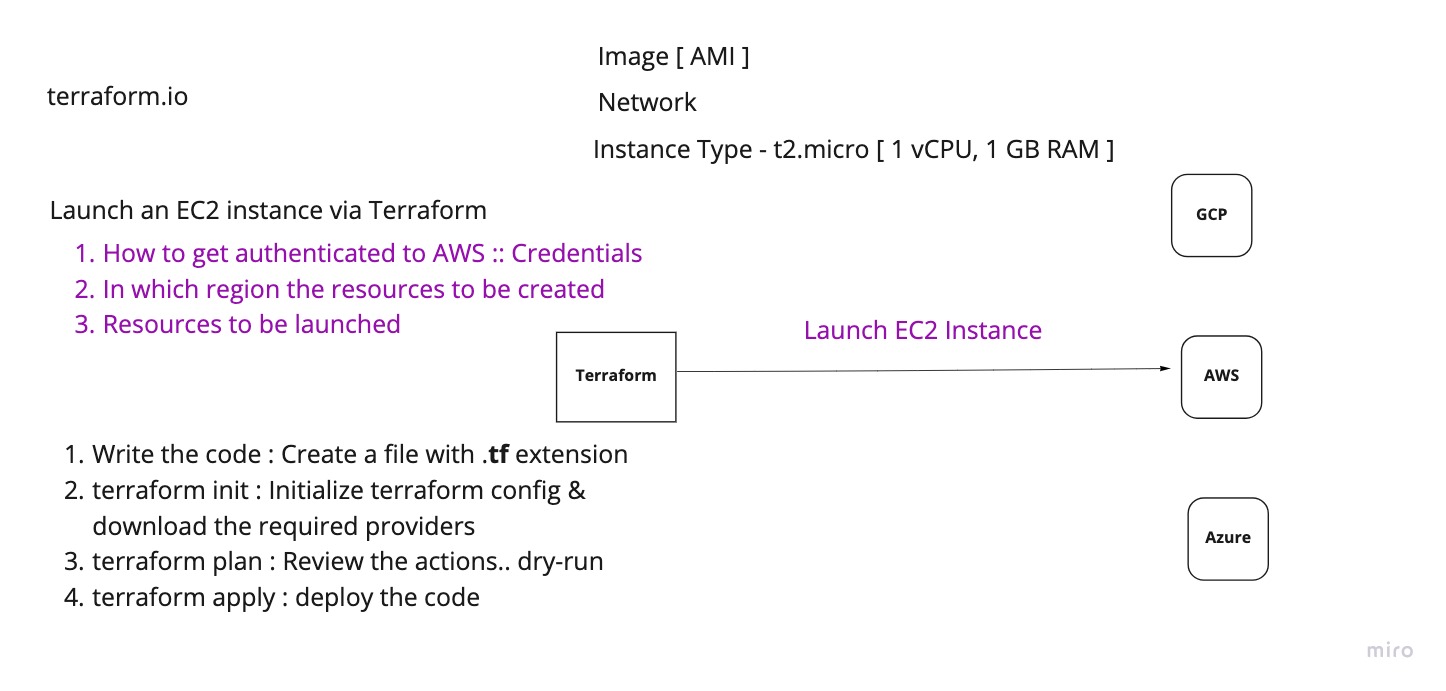 Image [ AMI ]
terraform.io
Network
Instance Type - t2.micro [ 1 vCPU, 1 GB RAM ]
GCP
Launch an EC2 instance via Terraform
1. How to get authenticated to AWS :: Credentials
2. In which region the resources to be created
3. Resources to be launched
Launch EC2 Instance
Terraform
AWS
1. Write the code : Create a file with .tf extension
2. terraform init : Initialize terraform config &
download the required providers
3. terraform plan : Review the actions.. dry-run
4. terraform apply : deploy the code
Azure
miro